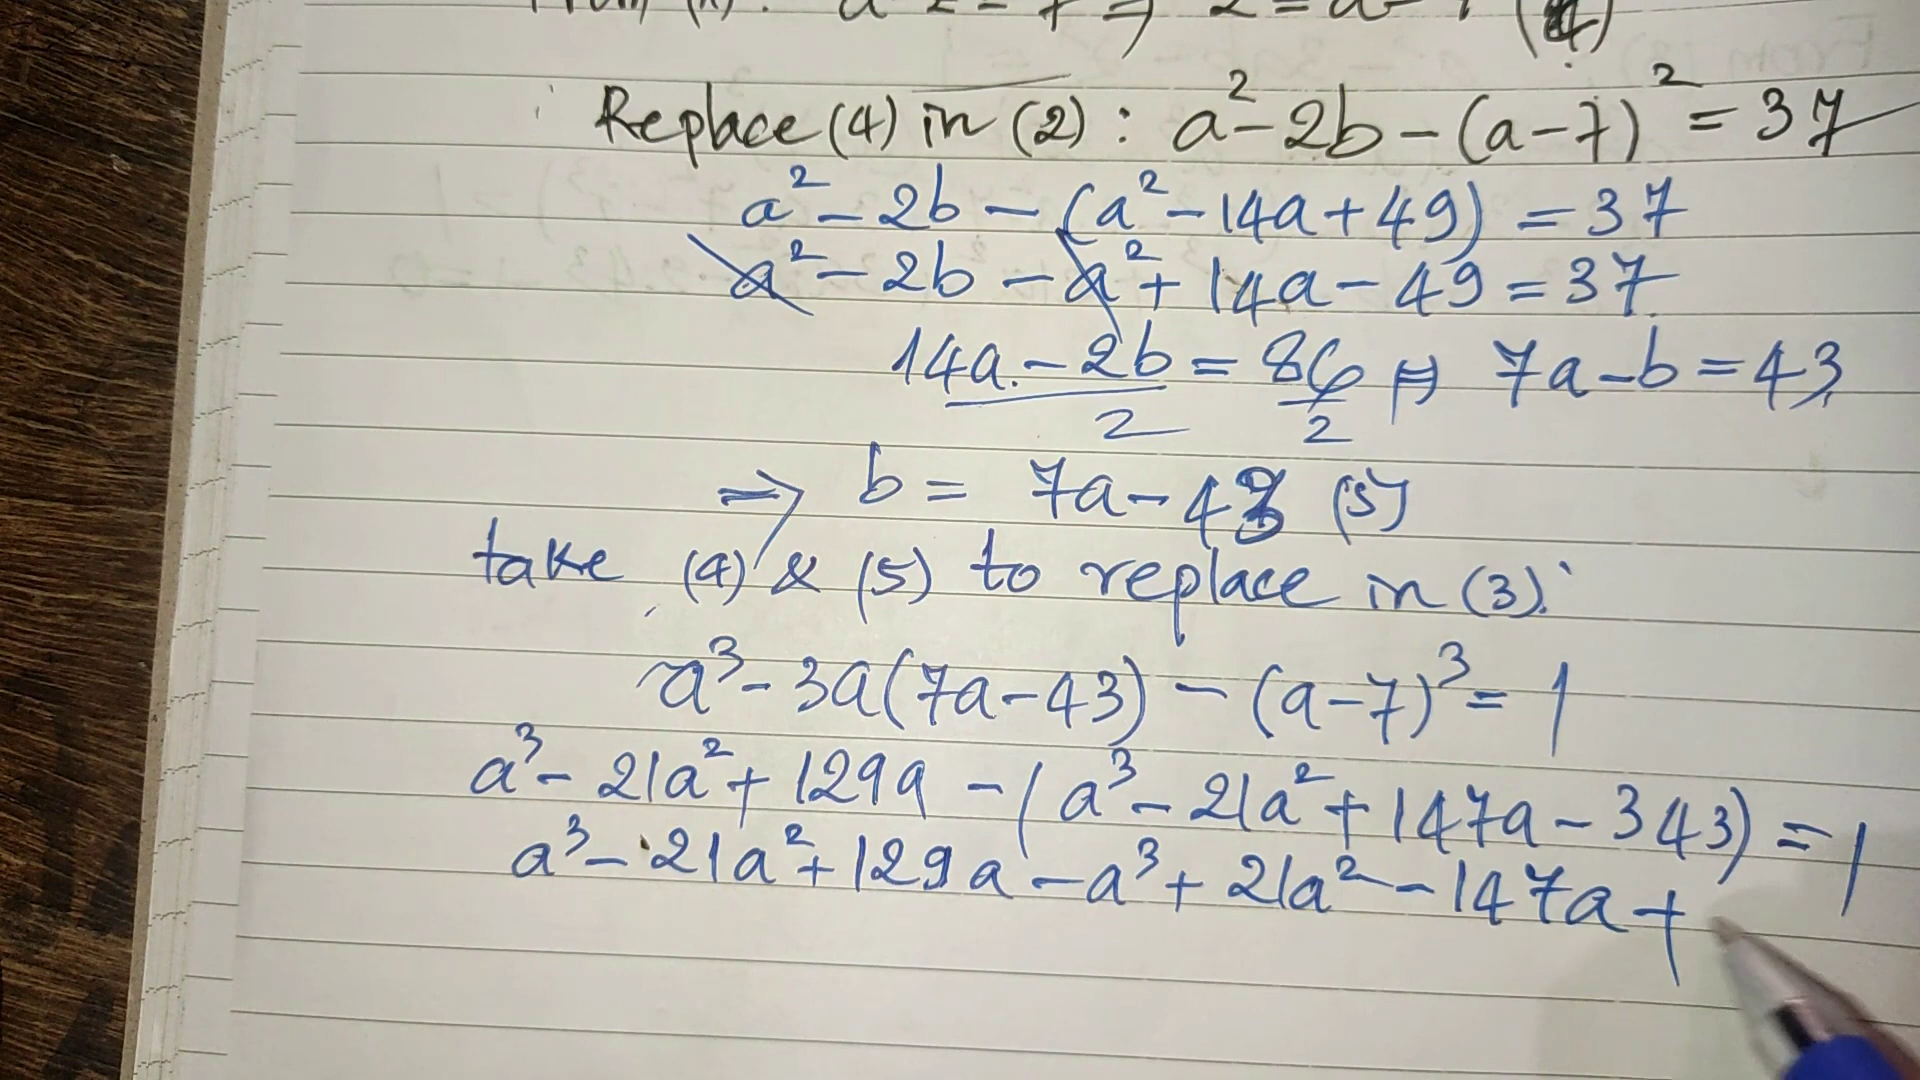 a z = a (4)
Replace (4) in (2) : a² - 2b - (a-7)² = 37
a² - 2b - (a² - 14a + 49) = 37
a² - 2b - a² + 14a - 49 = 37
14a - 2b = 86 ⇒ 7a - b = 43
2 2
⇒ b = 7a - 43 (5)
take (4) & (5) to replace in (3):
a³ - 3a(7a - 43) - (a-7)³ = 1
a³ - 21a² + 129a - (a³ - 21a² + 147a - 343) = 1
a³ - 21a² + 129a - a³ + 21a² - 147a +